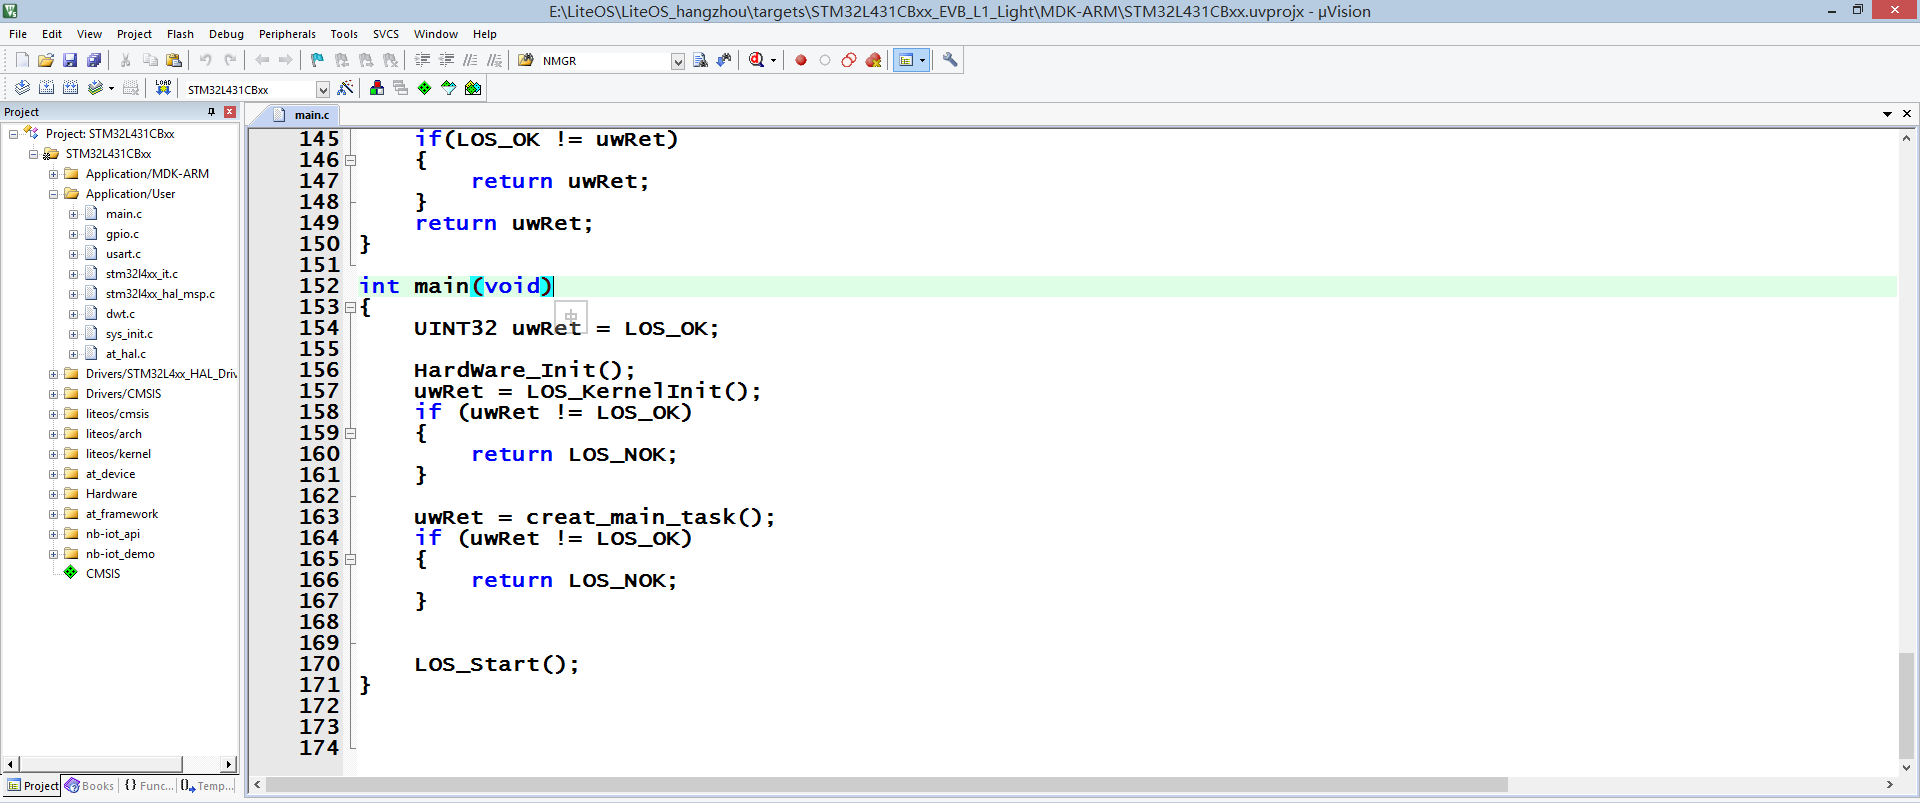 E:\LiteOS\LiteOS_hangzhou\targets\STM32L431CBxx_EVB_L1_Light\MDK-ARM\STM32L431CBxx.uvprojx - µVision
File Edit View Project Flash Debug Peripherals Tools SVCS Window Help
NMGR
LOAD STM32L431CBxx
Project
main.c
Project: STM32L431CBxx
STM32L431CBxx
Application/MDK-ARM
Application/User
main.c
gpio.c
usart.c
stm32l4xx_it.c
stm32l4xx_hal_msp.c
dwt.c
sys_init.c
at_hal.c
Drivers/STM32L4xx_HAL_Driv
Drivers/CMSIS
liteos/cmsis
liteos/arch
liteos/kernel
at_device
Hardware
at_framework
nb-iot_api
nb-iot_demo
CMSIS
Project Books {} Func... Temp...
145 if(LOS_OK != uwRet)
146 {
147 return uwRet;
148 }
149 return uwRet;
150 }
151
152 int main(void)
153 {
中
154 UINT32 uwRet = LOS_OK;
155
156 HardWare_Init();
157 uwRet = LOS_KernelInit();
158 if (uwRet != LOS_OK)
159 {
160 return LOS_NOK;
161 }
162
163 uwRet = creat_main_task();
164 if (uwRet != LOS_OK)
165 {
166 return LOS_NOK;
167 }
168
169
170 LOS_Start();
171 }
172
173
174